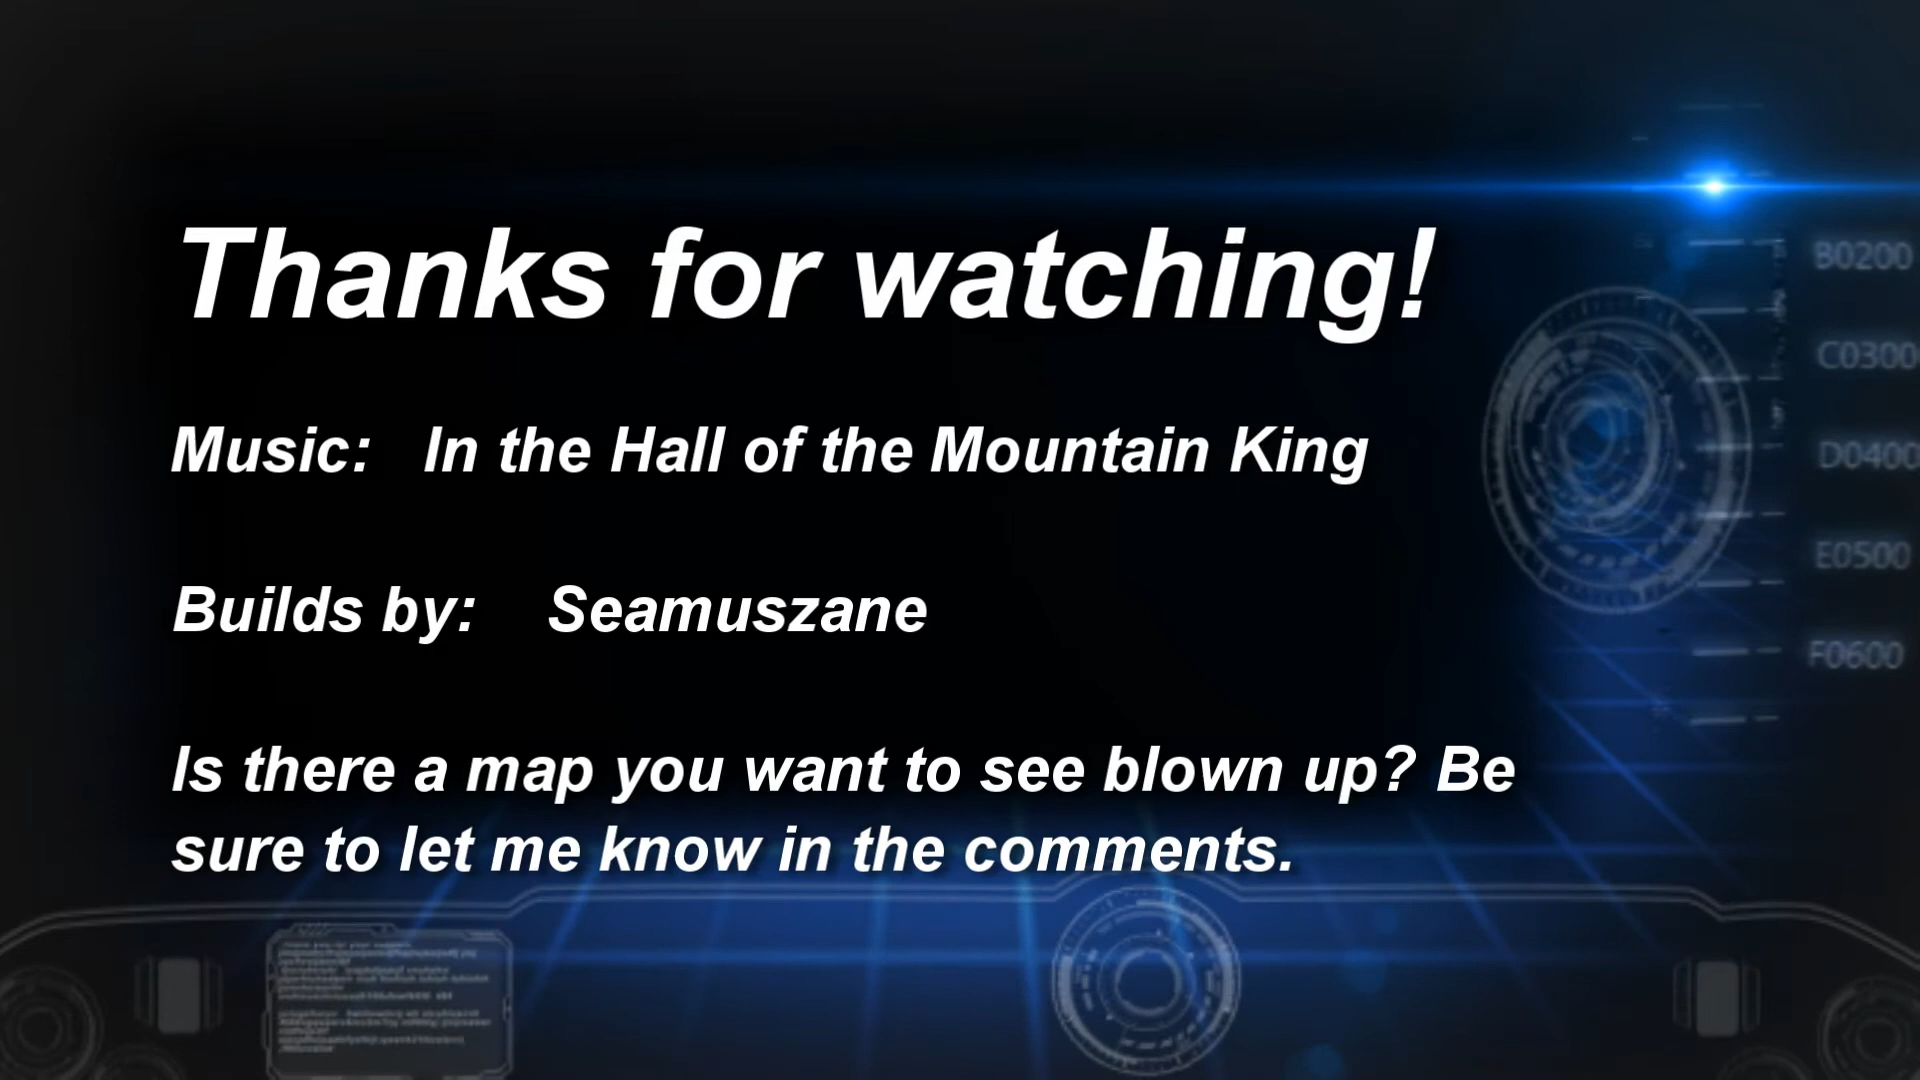 Thanks for watching!
Music: In the Hall of the Mountain King
Builds by: Seamuszane
Is there a map you want to see blown up? Be
sure to let me know in the comments.
B0200
C0300
D0400
E0500
F0600